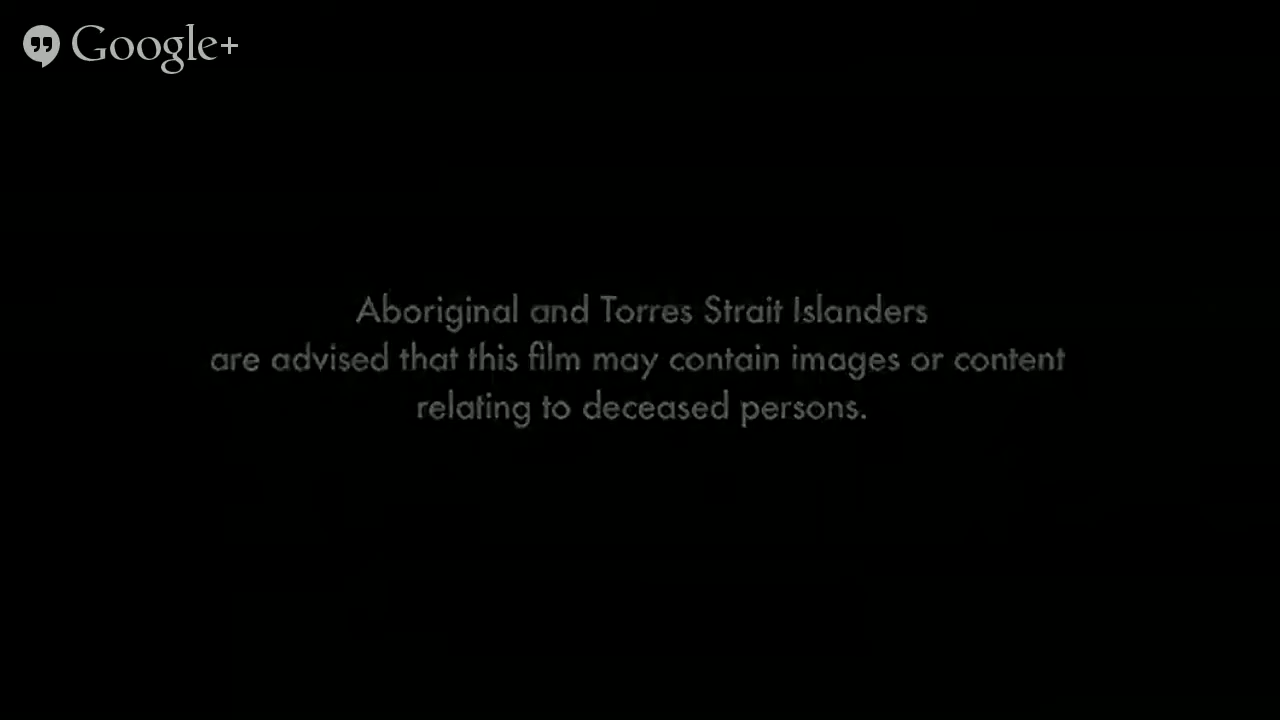 Google+
Aboriginal and Torres Strait Islanders
are advised that this film may contain images or content
relating to deceased persons.